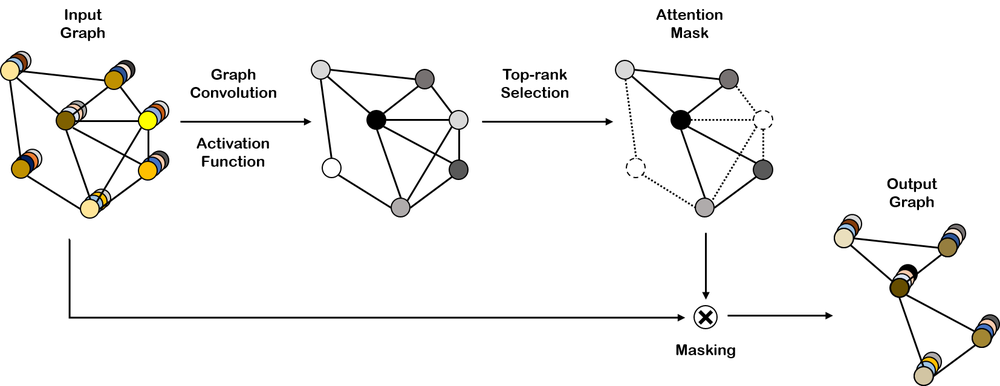 Input
Graph
Graph
Convolution
Activation
Function
Top-rank
Selection
Attention
Mask
Masking
Output
Graph